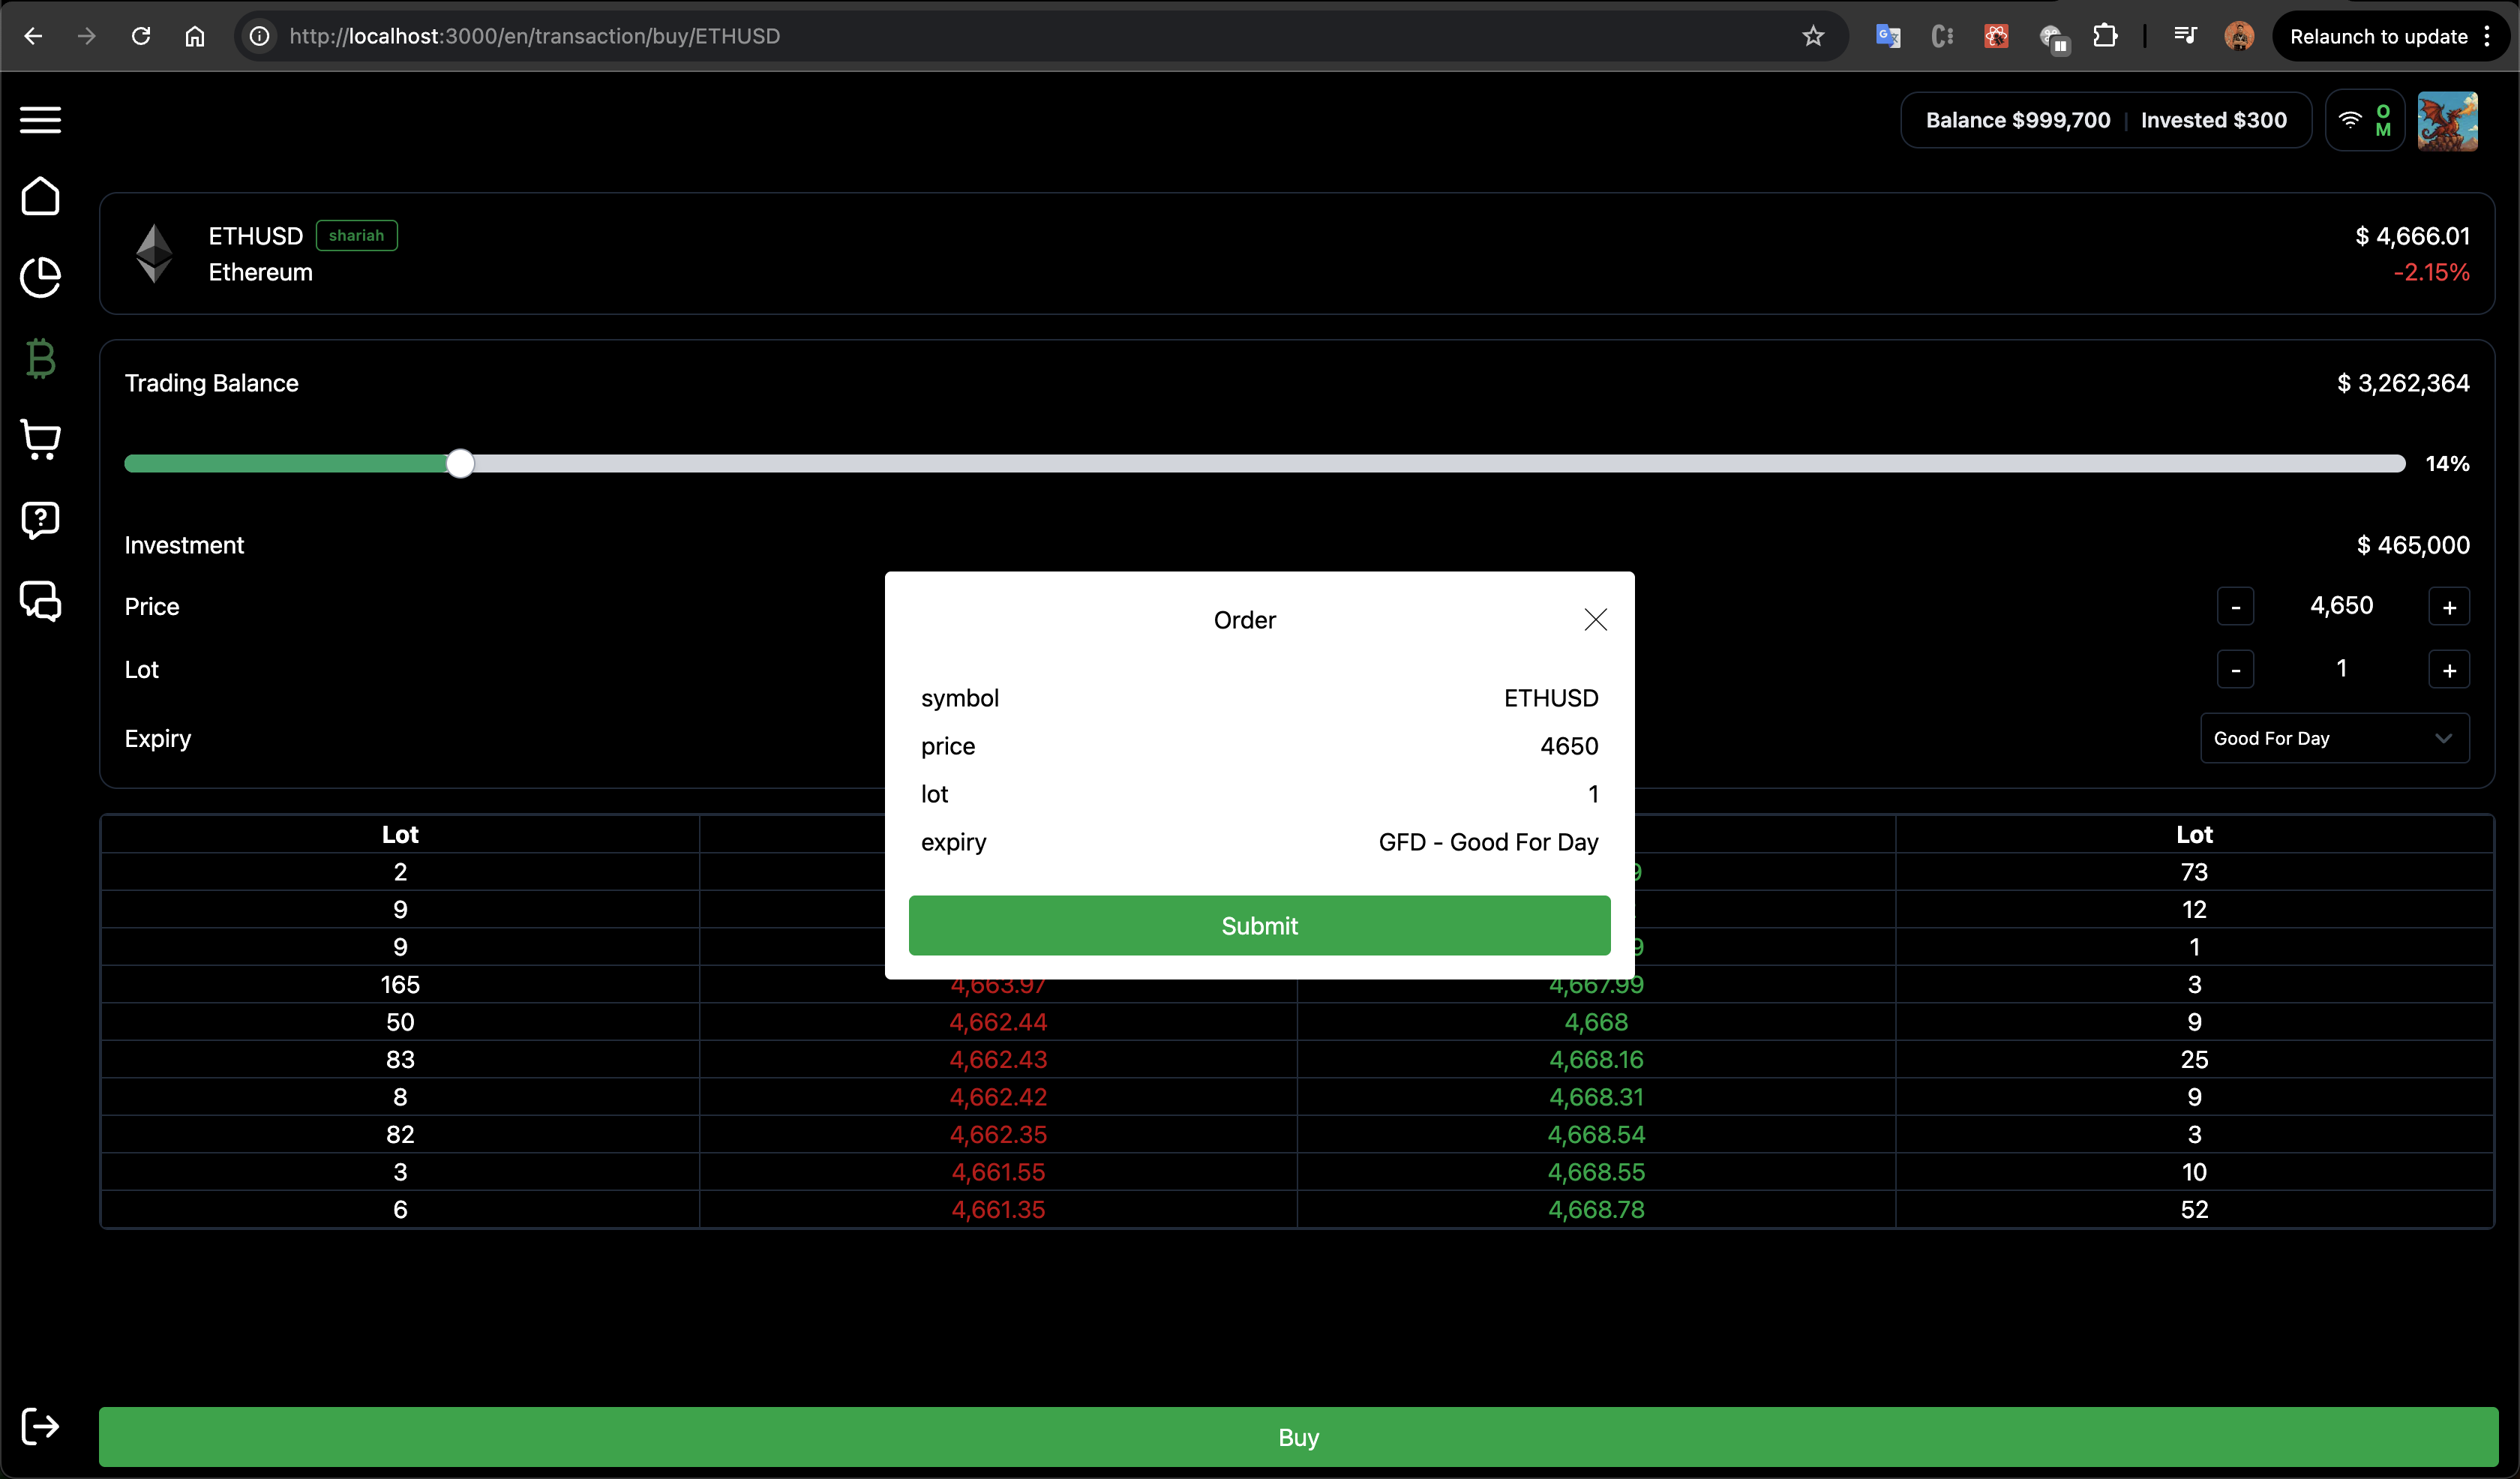 http://localhost:3000/en/transaction/buy/ETHUSD
Relaunch to update
Balance $999,700 | Invested $300
O
M
ETHUSD shariah $ 4,666.01
Ethereum -2.15%
Trading Balance $ 3,262,364
14%
Investment $ 465,000
Price - 4,650 +
Lot - 1 +
Expiry Good For Day
Order
symbol ETHUSD
price 4650
lot 1
expiry GFD - Good For Day
Submit
Lot Lot
2 73
9 12
9 1
165 4,663.97 4,667.99 3
50 4,662.44 4,668 9
83 4,662.43 4,668.16 25
8 4,662.42 4,668.31 9
82 4,662.35 4,668.54 3
3 4,661.55 4,668.55 10
6 4,661.35 4,668.78 52
Buy